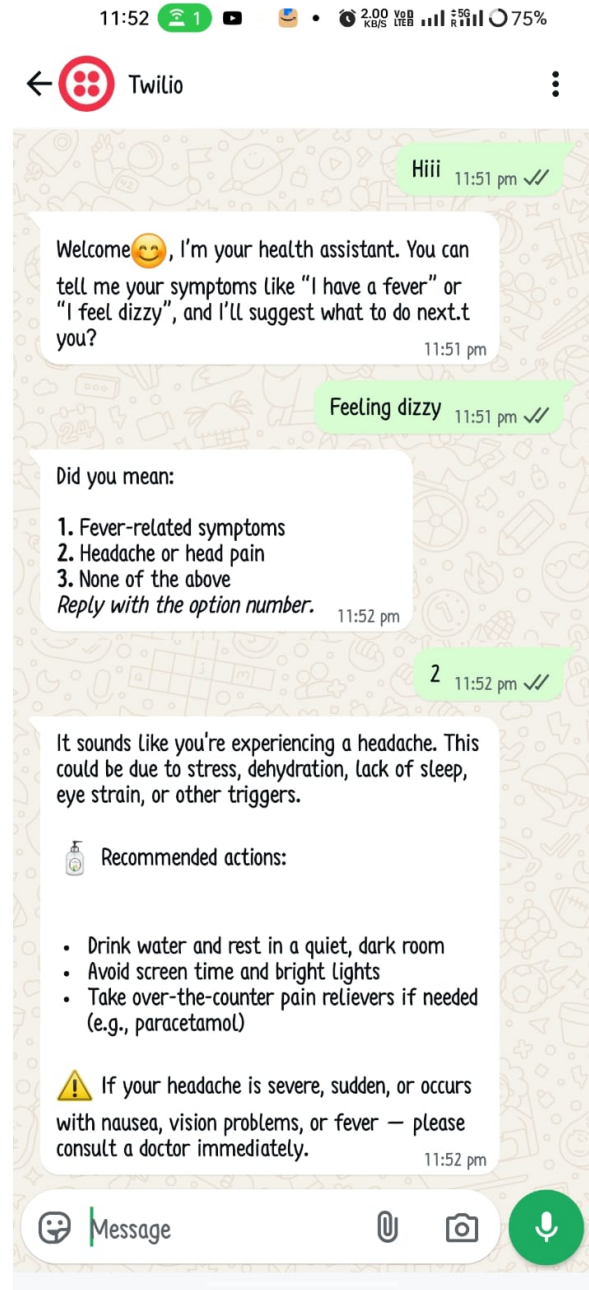 11:52 1 2.00 KB/S Vo LTE 5G R 75%
Twilio
Hiii 11:51 pm
Welcome😊, I'm your health assistant. You can
tell me your symptoms like "I have a fever" or
"I feel dizzy", and I'll suggest what to do next.t
you?
11:51 pm
Feeling dizzy 11:51 pm
Did you mean:
1. Fever-related symptoms
2. Headache or head pain
3. None of the above
Reply with the option number. 11:52 pm
2 11:52 pm
It sounds like you're experiencing a headache. This
could be due to stress, dehydration, lack of sleep,
eye strain, or other triggers.
🧴 Recommended actions:
• Drink water and rest in a quiet, dark room
• Avoid screen time and bright lights
• Take over-the-counter pain relievers if needed
(e.g., paracetamol)
⚠️ If your headache is severe, sudden, or occurs
with nausea, vision problems, or fever — please
consult a doctor immediately.
11:52 pm
Message